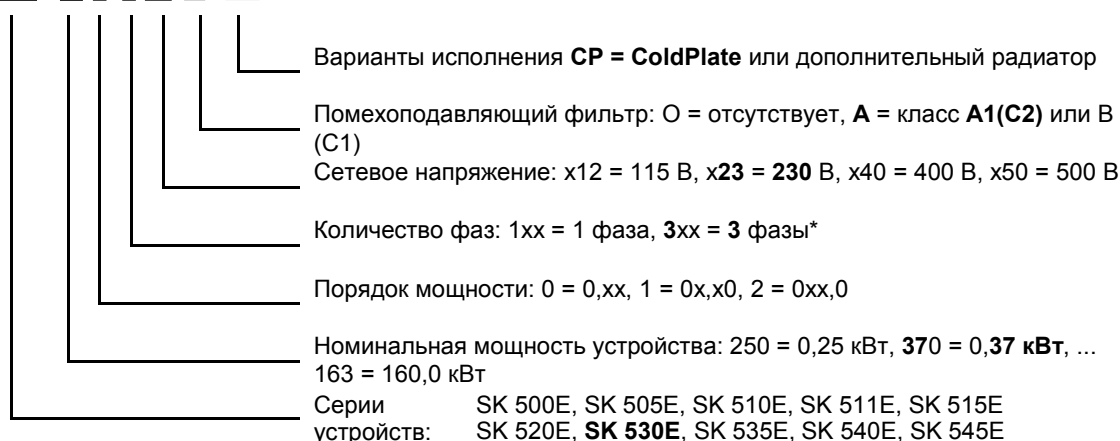 Варианты исполнения CP = ColdPlate или дополнительный радиатор
Помехоподавляющий фильтр: O = отсутствует, A = класс A1(C2) или B
(C1)
Сетевое напряжение: x12 = 115 В, x23 = 230 В, x40 = 400 В, x50 = 500 В
Количество фаз: 1xx = 1 фаза, 3xx = 3 фазы*
Порядок мощности: 0 = 0,xx, 1 = 0x,x0, 2 = 0xx,0
Номинальная мощность устройства: 250 = 0,25 кВт, 370 = 0,37 кВт, ...
163 = 160,0 кВт
Серии SK 500E, SK 505E, SK 510E, SK 511E, SK 515E
устройств: SK 520E, SK 530E, SK 535E, SK 540E, SK 545E